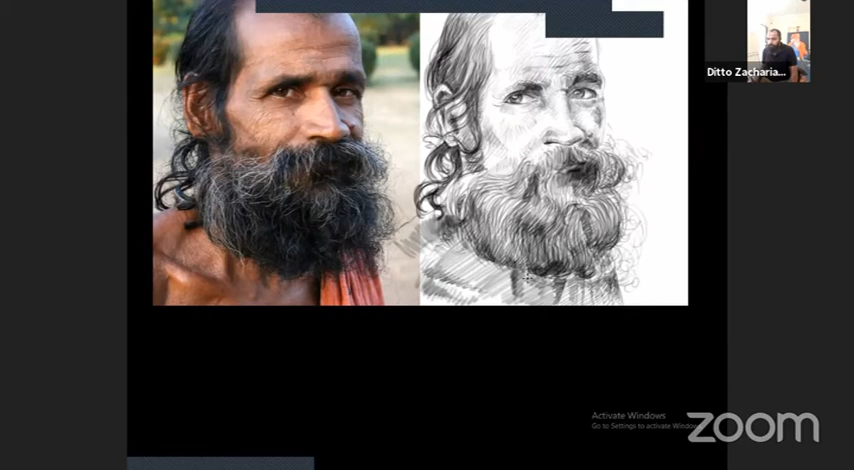 Ditto Zacharia...
Activate Windows
Go to Settings to activate Windows
zoom